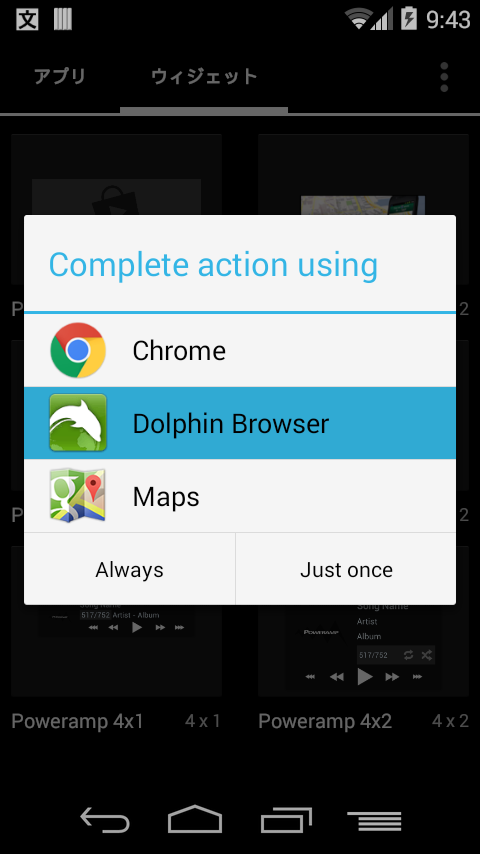 文 9:43
アプリ ウィジェット
Complete action using
P 2
Chrome
Dolphin Browser
Maps
P 2
Always Just once
Song Name
517/752 Artist - Album
Song Name
Artist
POWERAMP Album
517/752
Poweramp 4x1 4 x 1 Poweramp 4x2 4 x 2